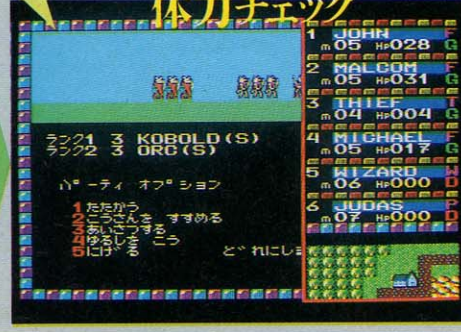 体力チェック
1 JOHN F
m05 HP028 G
2 MALCOM F
m05 HP031 G
3 THIEF T
m04 HP004 G
4 MICHAEL F
m05 HP017 G
5 WIZARD W
m06 HP000 D
6 JUDAS P
m07 HP000 D
ランク1 3 KOBOLD(S)
ランク2 3 ORC(S)
パーティ オプション
1たたかう
2こうさんを すすめる
3あいさつする
4ゆるしを こう
5にげる
どれにし